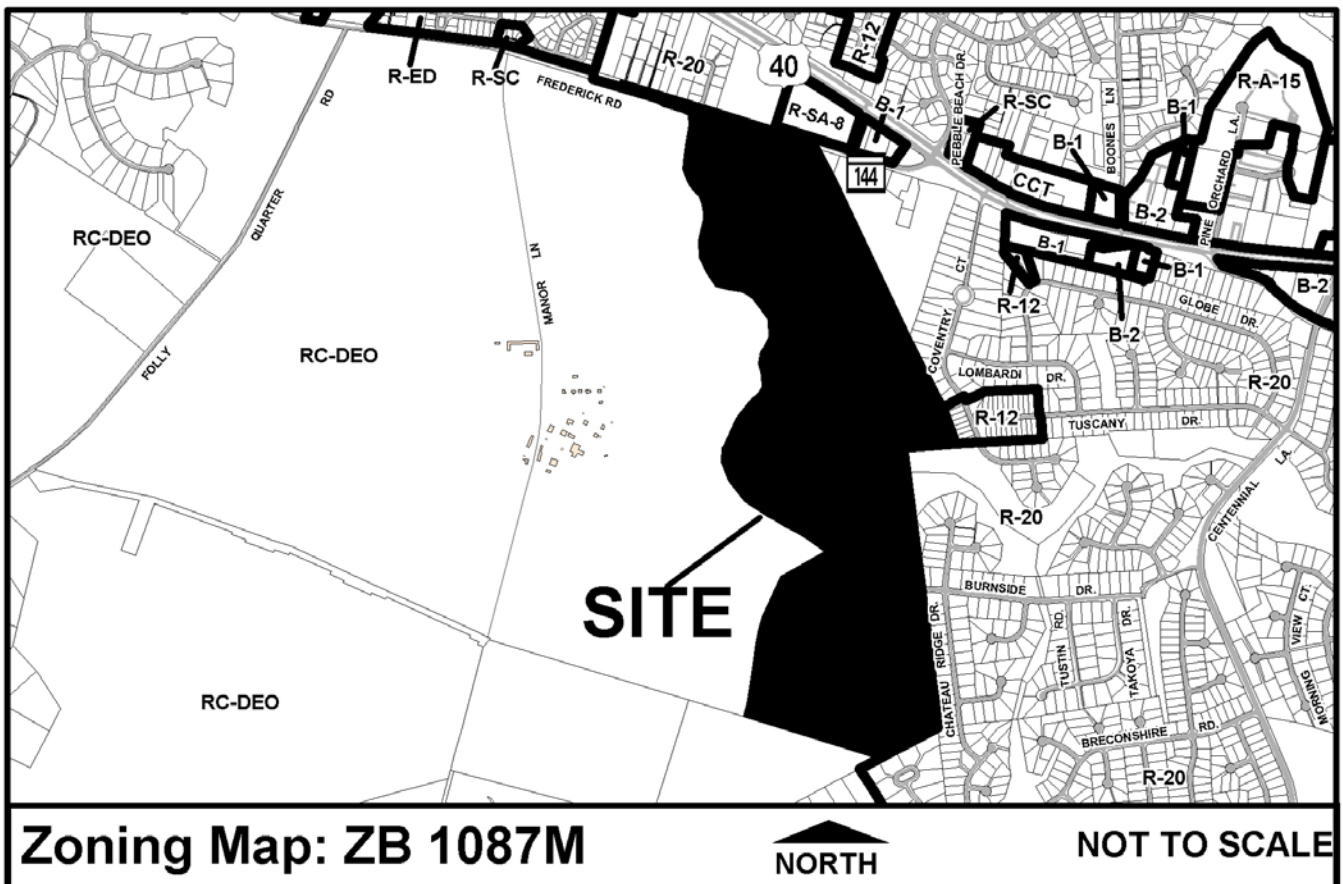 R-ED
R-SC
FREDERICK RD
R-20
40
R-12
R-SA-8
B-1
144
PEBBLE BEACH DR.
R-SC
CCT
B-1
BOONES LN
B-1
B-2
R-A-15
PINE ORCHARD LA.
RC-DEO
FOLLY QUARTER RD
MANOR LN
RC-DEO
COVENTRY CT
B-1
R-12
B-2
B-1
B-2
GLOBE DR.
LOMBARDI DR.
R-12
TUSCANY DR.
R-20
CENTENNIAL LA.
R-20
SITE
BURNSIDE DR.
CHATEAU RIDGE DR.
TUSTIN RD.
TAKOYA DR.
VIEW CT.
MORNING
BRECONSHIRE RD.
R-20
RC-DEO
Zoning Map: ZB 1087M
NORTH
NOT TO SCALE